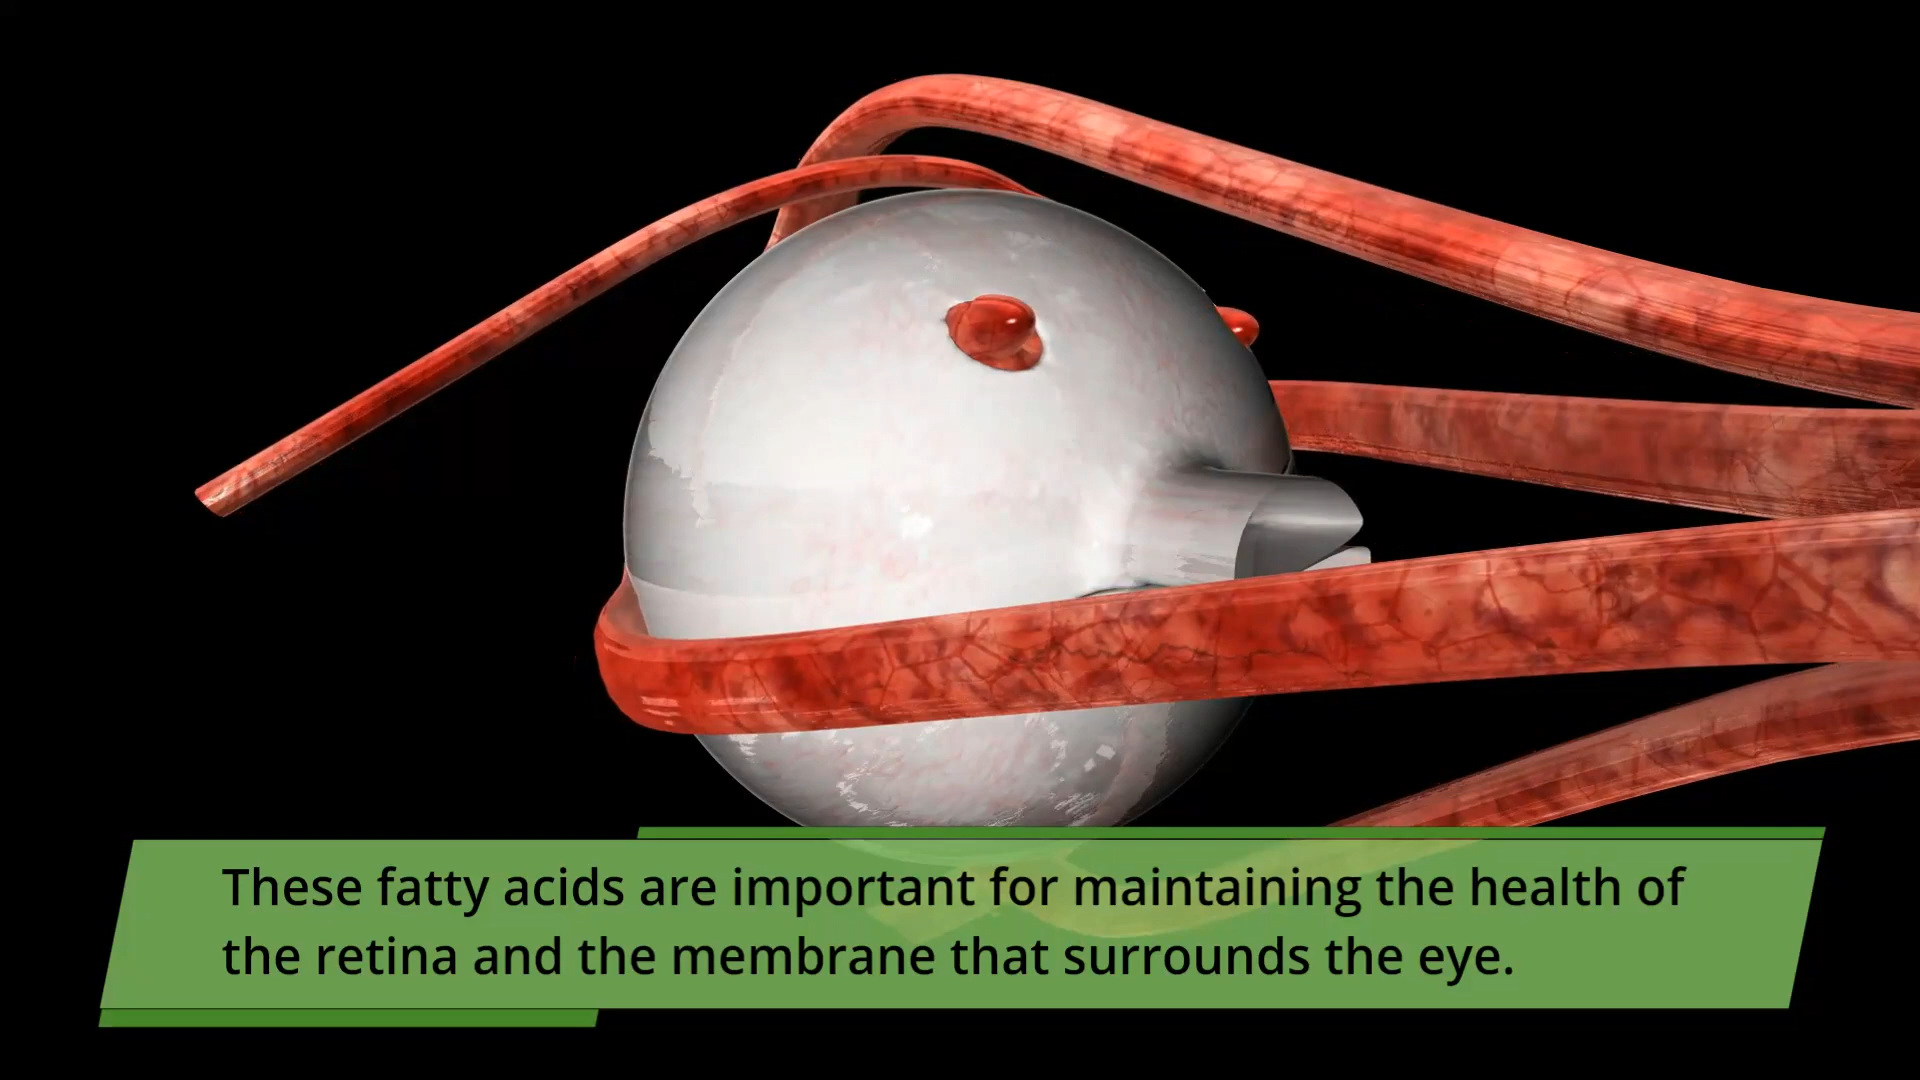 These fatty acids are important for maintaining the health of
the retina and the membrane that surrounds the eye.